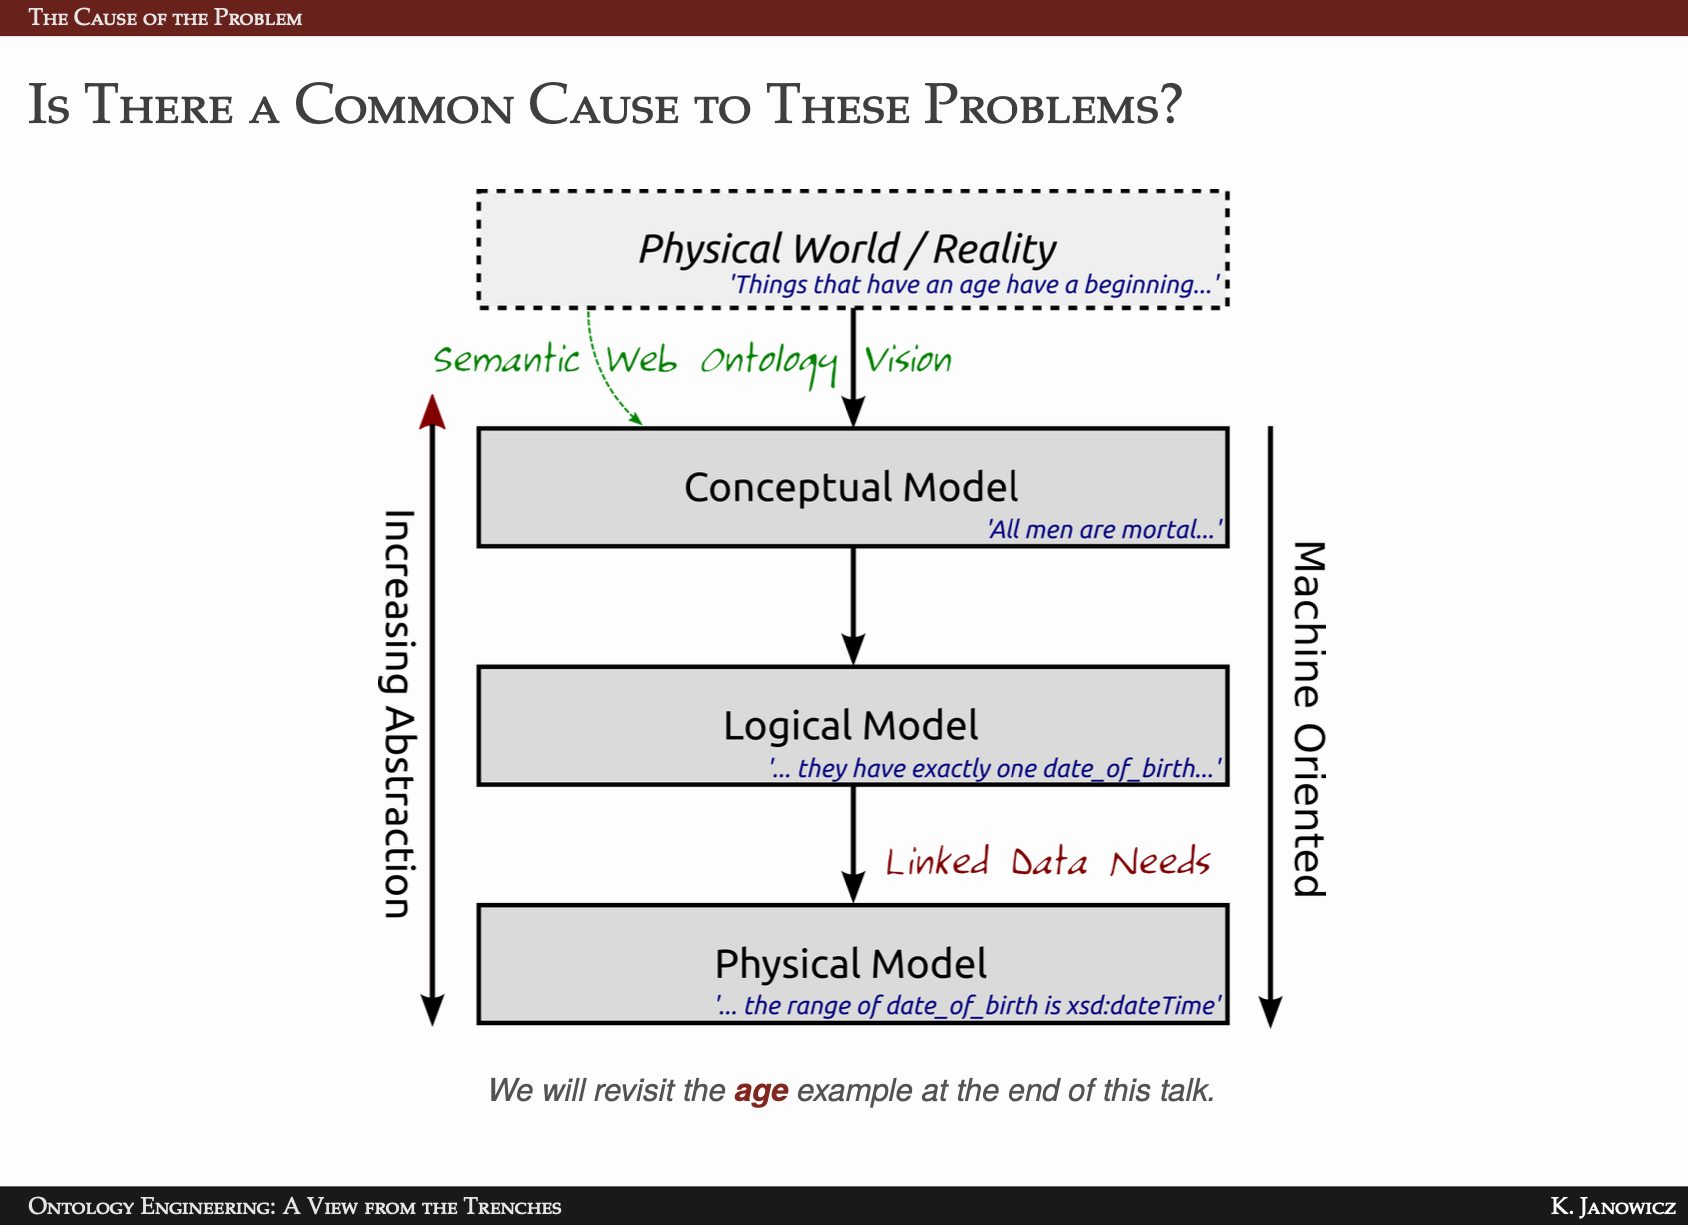 The Cause of the Problem
Is There a Common Cause to These Problems?
Physical World / Reality
'Things that have an age have a beginning...'
Semantic Web Ontology Vision
Conceptual Model
'All men are mortal...'
Increasing Abstraction
Machine Oriented
Logical Model
'... they have exactly one date_of_birth...'
Linked Data Needs
Physical Model
'... the range of date_of_birth is xsd:dateTime'
We will revisit the age example at the end of this talk.
Ontology Engineering: A View from the Trenches
K. Janowicz